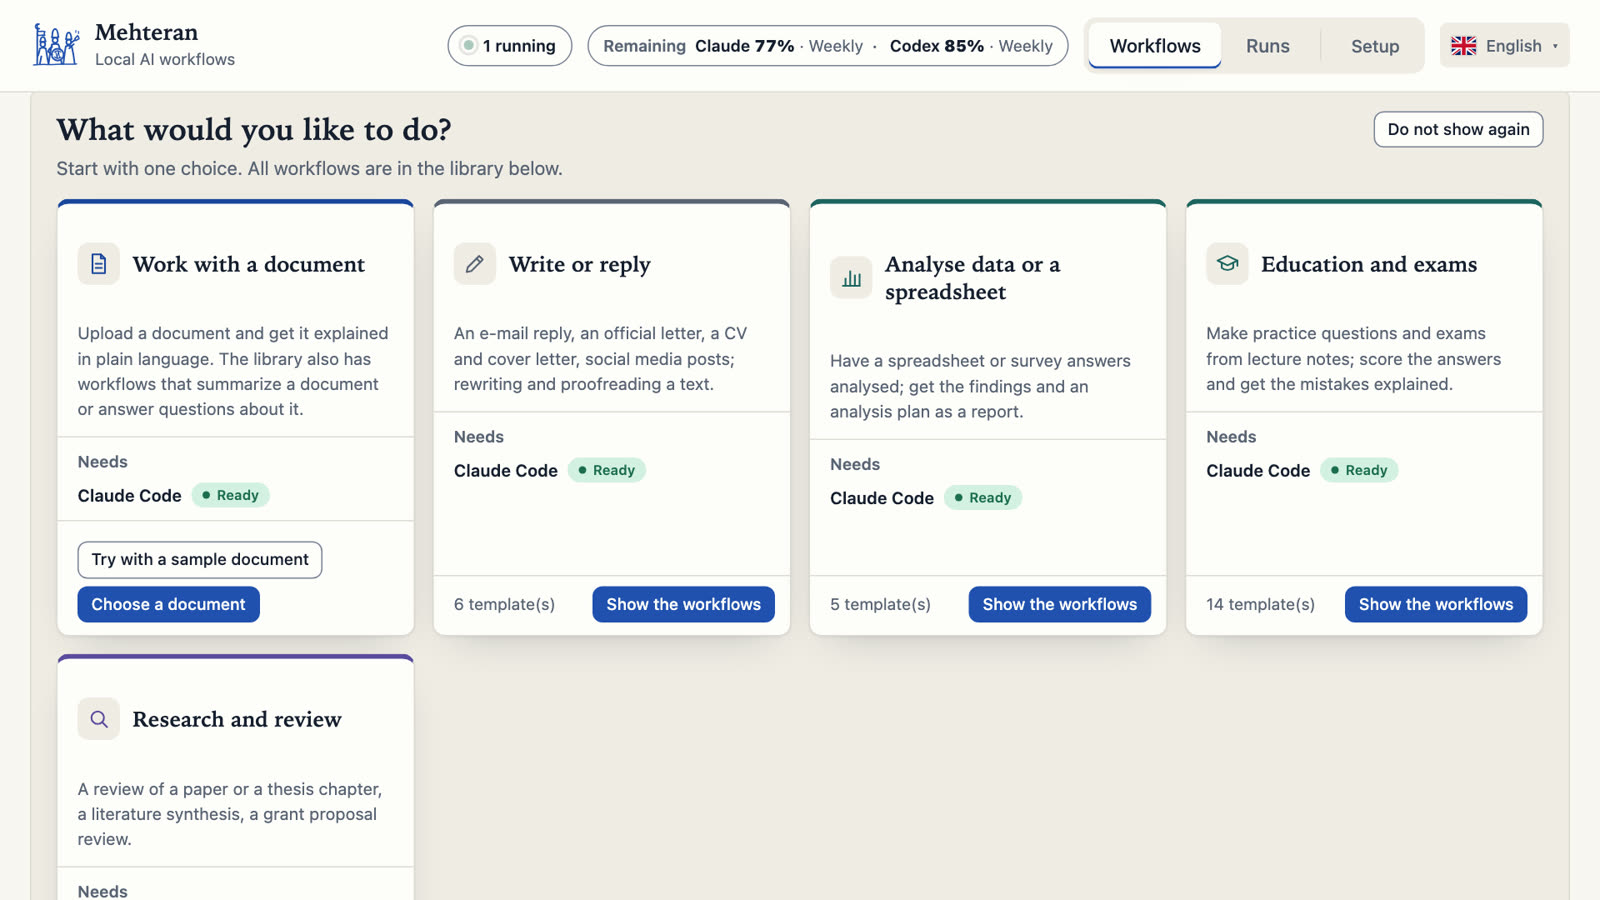 Mehteran
Local AI workflows
1 running
Remaining Claude 77% · Weekly · Codex 85% · Weekly
Workflows
Runs
Setup
English
What would you like to do?
Do not show again
Start with one choice. All workflows are in the library below.
Work with a document
Upload a document and get it explained
in plain language. The library also has
workflows that summarize a document
or answer questions about it.
Needs
Claude Code Ready
Try with a sample document
Choose a document
Write or reply
An e-mail reply, an official letter, a CV
and cover letter, social media posts;
rewriting and proofreading a text.
Needs
Claude Code Ready
6 template(s)
Show the workflows
Analyse data or a
spreadsheet
Have a spreadsheet or survey answers
analysed; get the findings and an
analysis plan as a report.
Needs
Claude Code Ready
5 template(s)
Show the workflows
Education and exams
Make practice questions and exams
from lecture notes; score the answers
and get the mistakes explained.
Needs
Claude Code Ready
14 template(s)
Show the workflows
Research and review
A review of a paper or a thesis chapter,
a literature synthesis, a grant proposal
review.
Needs